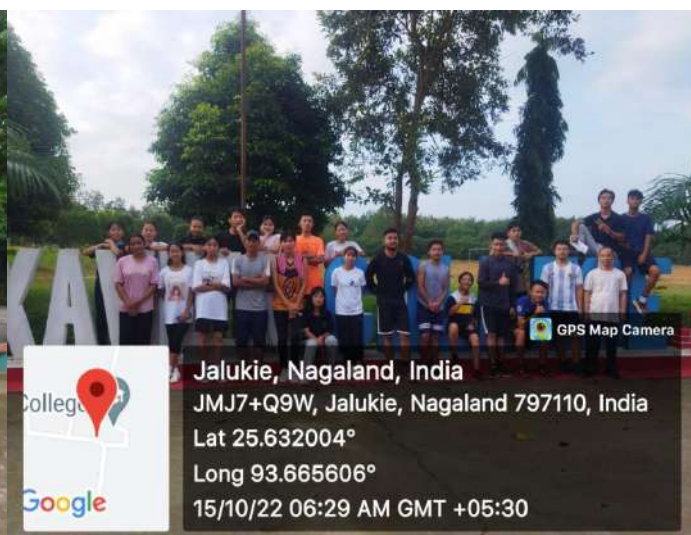 KAY
GPS Map Camera
College
Google
Jalukie, Nagaland, India
JMJ7+Q9W, Jalukie, Nagaland 797110, India
Lat 25.632004°
Long 93.665606°
15/10/22 06:29 AM GMT +05:30